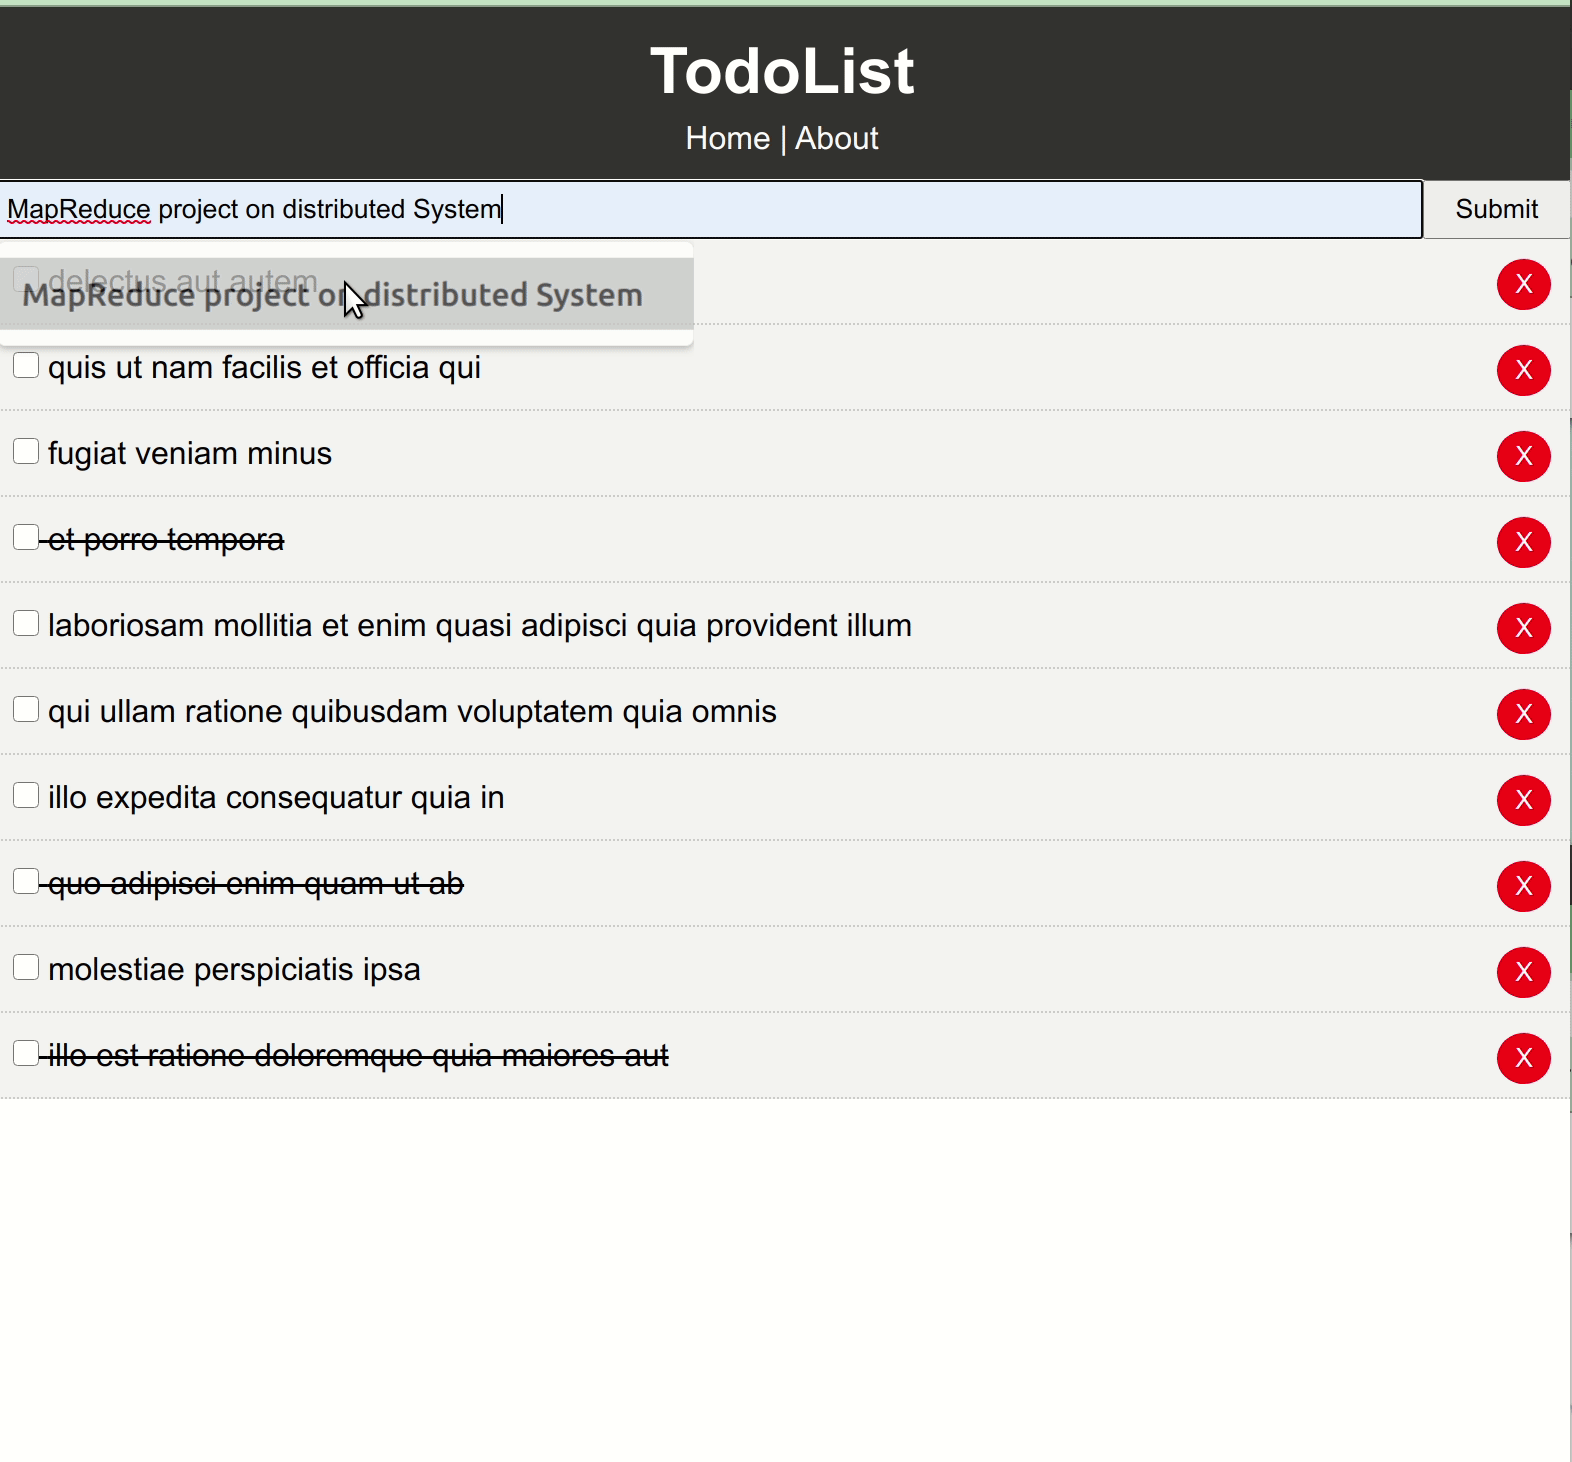 TodoList
Home | About
MapReduce project on distributed System
Submit
delectus aut autem
X
MapReduce project on distributed System
quis ut nam facilis et officia qui
X
fugiat veniam minus
X
et porro tempora
X
laboriosam mollitia et enim quasi adipisci quia provident illum
X
qui ullam ratione quibusdam voluptatem quia omnis
X
illo expedita consequatur quia in
X
quo adipisci enim quam ut ab
X
molestiae perspiciatis ipsa
X
illo est ratione doloremque quia maiores aut
X